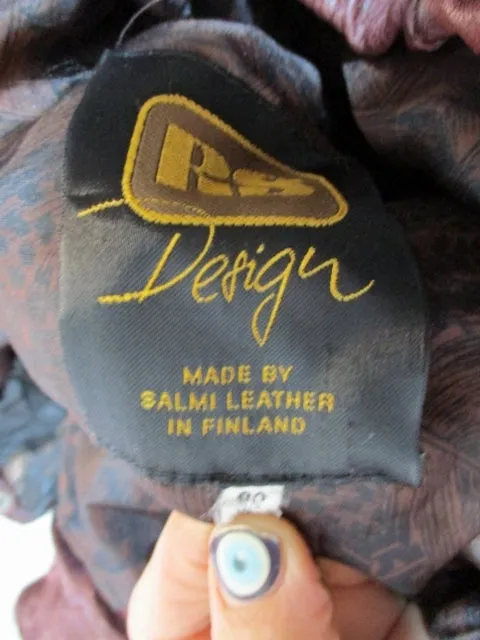 RS
Design
MADE BY
SALMI LEATHER
IN FINLAND